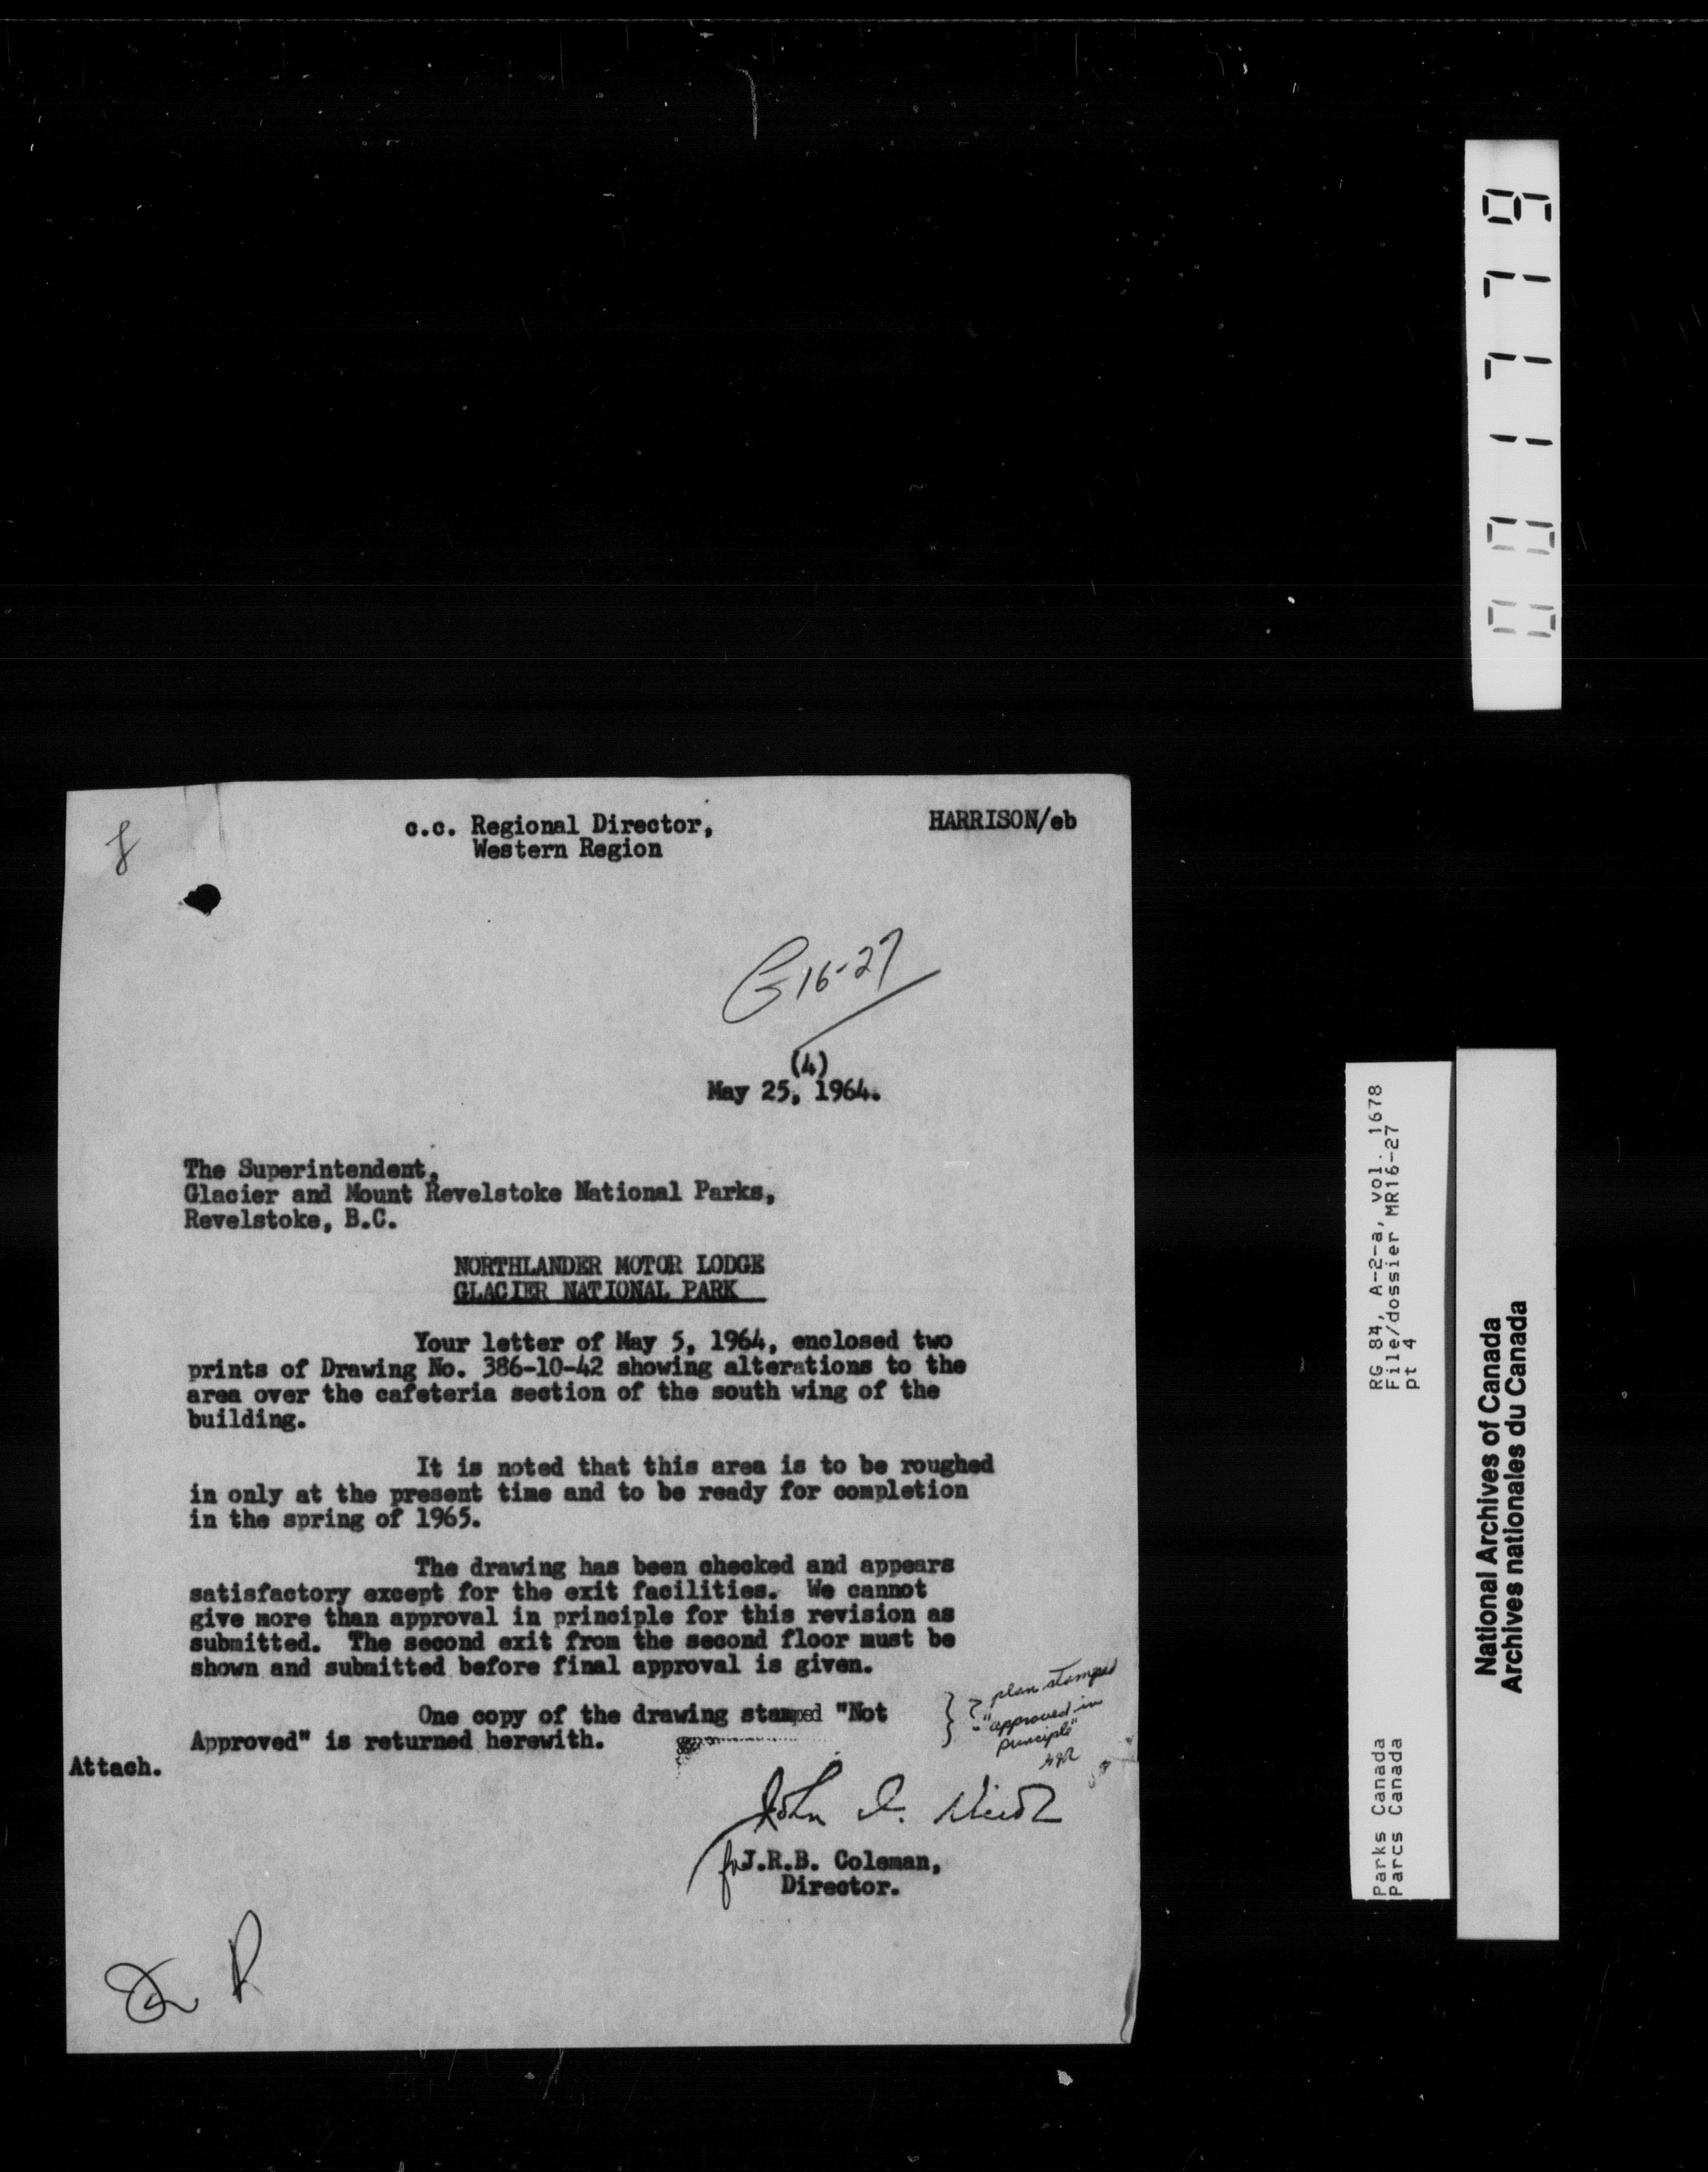 c.c. Regional Director,
Western Region
HARRISON/eb
G16-27
(4)
May 25, 1964.
The Superintendent,
Glacier and Mount Revelstoke National Parks,
Revelstoke, B.C.
NORTHLANDER MOTOR LODGE
GLACIER NATIONAL PARK
Your letter of May 5, 1964, enclosed two
prints of Drawing No. 386-10-42 showing alterations to the
area over the cafeteria section of the south wing of the
building.
It is noted that this area is to be roughed
in only at the present time and to be ready for completion
in the spring of 1965.
The drawing has been checked and appears
satisfactory except for the exit facilities. We cannot
give more than approval in principle for this revision as
submitted. The second exit from the second floor must be
shown and submitted before final approval is given.
One copy of the drawing stamped "Not
Approved" is returned herewith.
} ? plan stamped
"approved in
principle"
Attach.
John I.
for J.R.B. Coleman,
Director.
001779
RG 84, A-2-a, vol. 1678
File/dossier MR16-27
pt 4
Parks Canada
Parcs Canada
National Archives of Canada
Archives nationales du Canada